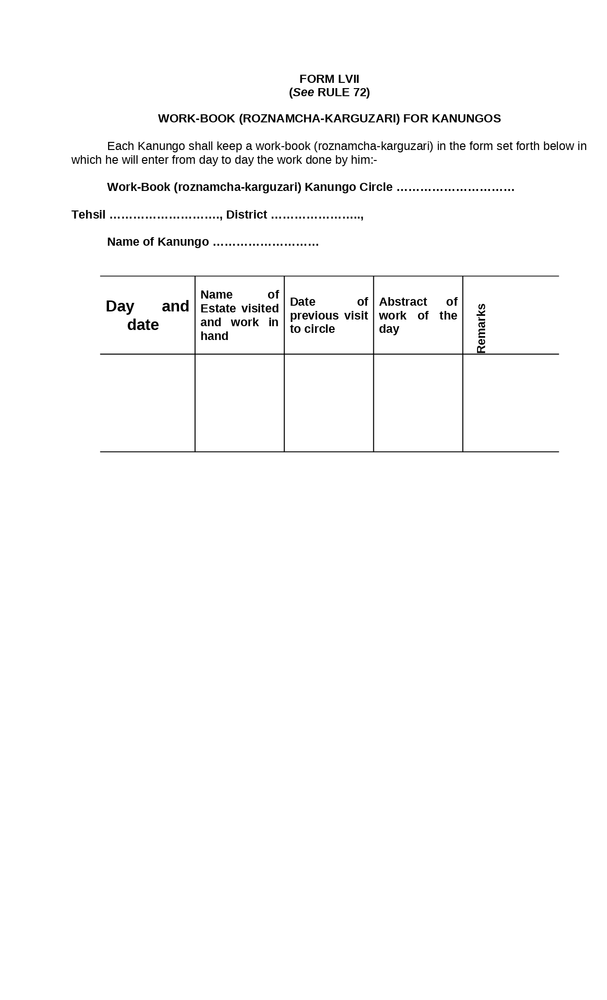 FORM LVII
(See RULE 72)
WORK-BOOK (ROZNAMCHA-KARGUZARI) FOR KANUNGOS
Each Kanungo shall keep a work-book (roznamcha-karguzari) in the form set forth below in
which he will enter from day to day the work done by him:-
Work-Book (roznamcha-karguzari) Kanungo Circle …………………………
Tehsil ………………………., District …………………..,
Name of Kanungo ………………………
Day and
date
Name of
Estate visited
and work in
hand
Date of
previous visit
to circle
Abstract of
work of the
day
Remarks